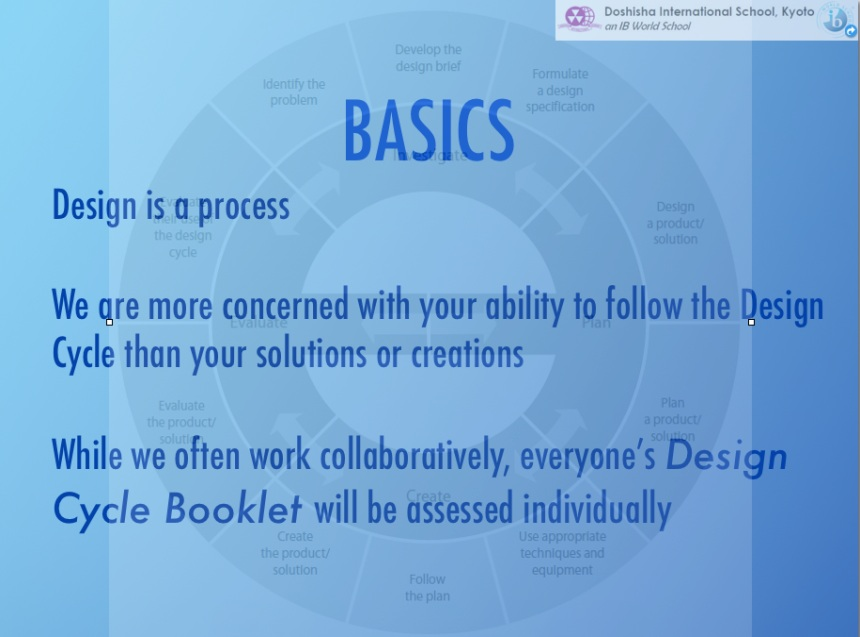 Doshisha International School, Kyoto
an IB World School
Develop the
design brief
Identify the
problem
Formulate
a design
specification
BASICS
Investigate
Design is a process
Evaluate
their use of
the design
cycle
Design
a product/
solution
We are more concerned with your ability to follow the Design
Evaluate
Plan
Cycle than your solutions or creations
Evaluate
the product/
solution
Plan
a product/
solution
While we often work collaboratively, everyone's Design
Create
Cycle Booklet will be assessed individually
Create
the product/
solution
Use appropriate
techniques and
equipment
Follow
the plan